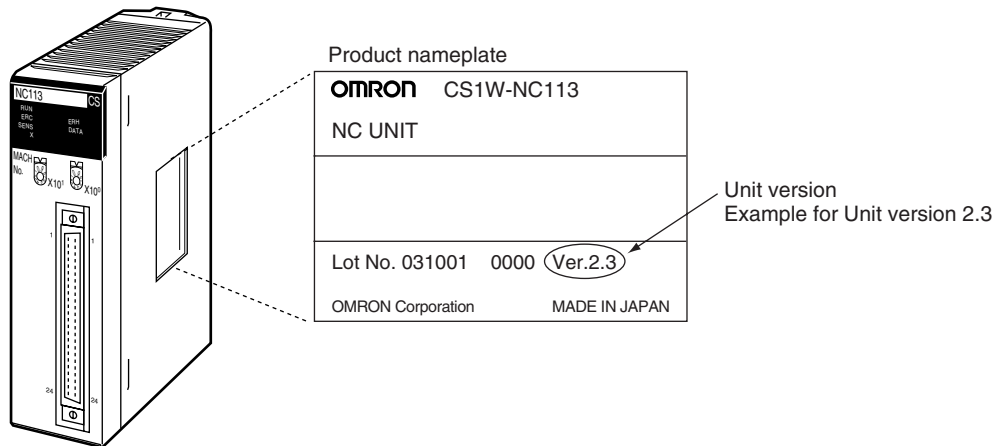 Product nameplate
OMRON CS1W-NC113
NC UNIT
Unit version
Example for Unit version 2.3
Lot No. 031001 0000 Ver.2.3
OMRON Corporation MADE IN JAPAN
NC113 CS
RUN
ERC ERH
SENS DATA
X
MACH
No.
X10¹ X10⁰
1 1
24 24